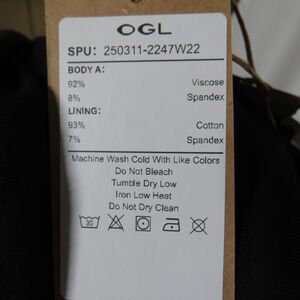 OGL
SPU: 250311-2247W22
BODY A:
92% Viscose
8% Spandex
LINING:
93% Cotton
7% Spandex
Machine Wash Cold With Like Colors
Do Not Bleach
Tumble Dry Low
Iron Low Heat
Do Not Dry Clean
30